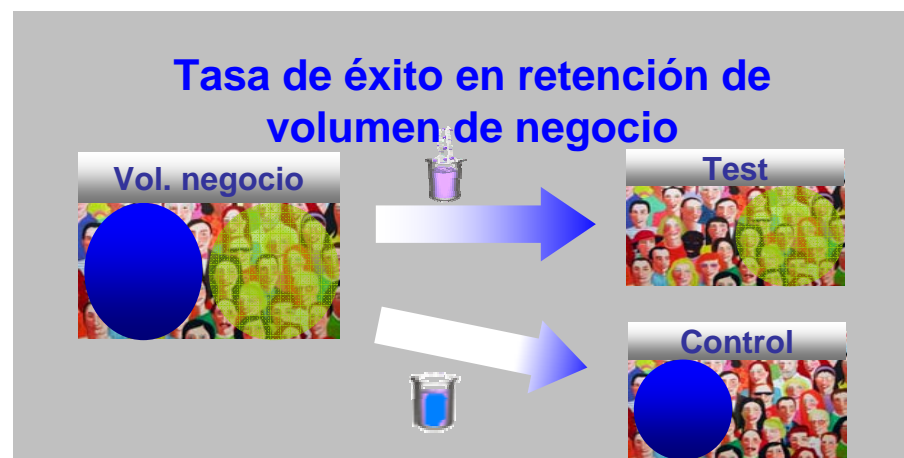 Tasa de éxito en retención de
volumen de negocio
Vol. negocio
Test
Control